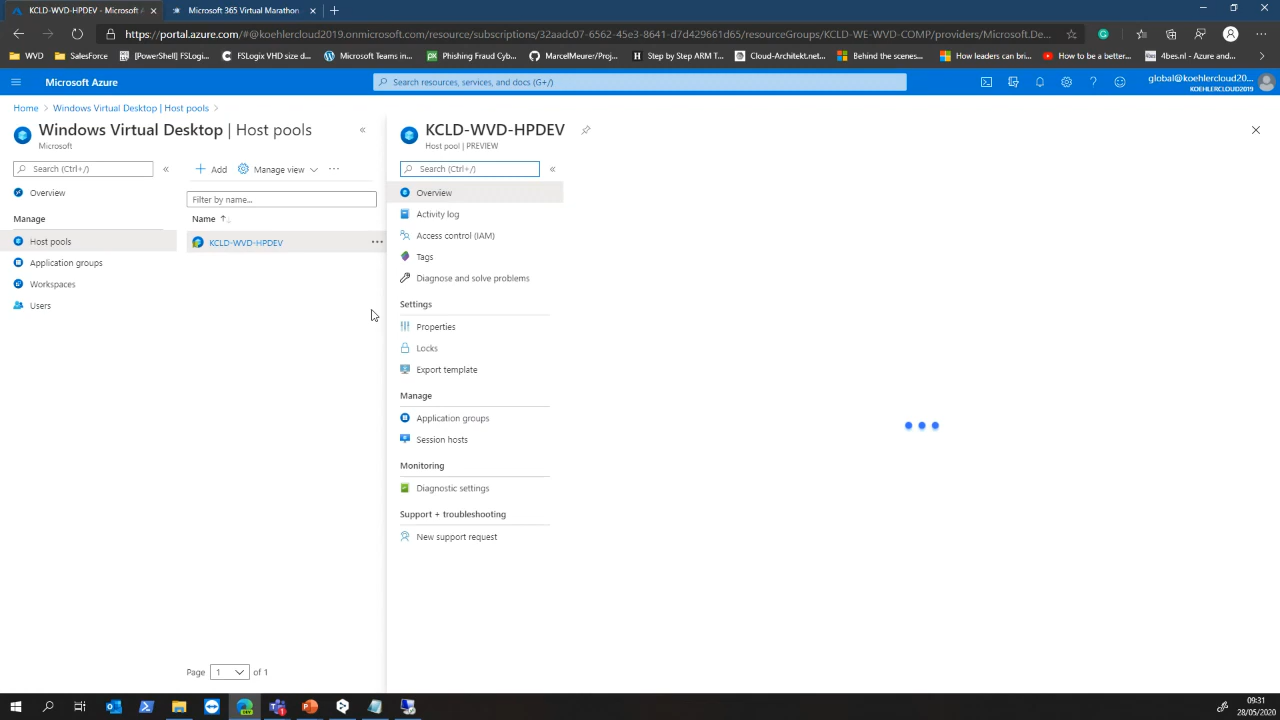 KCLD-WVD-HPDEV - Microsoft A
Microsoft 365 Virtual Marathon
https://portal.azure.com/#@koehlercloud2019.onmicrosoft.com/resource/subscriptions/32aadc07-6562-45e3-8641-d7d429661d65/resourceGroups/KCLD-WE-WVD-COMP/providers/Microsoft.De...
WVD
SalesForce
[PowerShell] FSLogi...
FSLogix VHD size d...
Microsoft Teams in...
Phishing Fraud Cyb...
MarcelMeurer/Proj...
Step by Step ARM T...
Cloud-Architekt.net...
Behind the scenes...
How leaders can bri...
How to be a better...
4bes.nl - Azure and...
Microsoft Azure
Search resources, services, and docs (G+/)
global@koehlercloud20...
KOEHLERCLOUD2019
Home > Windows Virtual Desktop | Host pools >
Windows Virtual Desktop | Host pools
Microsoft
Search (Ctrl+/)
Overview
Manage
Host pools
Application groups
Workspaces
Users
Add
Manage view
Filter by name...
Name
KCLD-WVD-HPDEV
Page 1 of 1
KCLD-WVD-HPDEV
Host pool | PREVIEW
Search (Ctrl+/)
Overview
Activity log
Access control (IAM)
Tags
Diagnose and solve problems
Settings
Properties
Locks
Export template
Manage
Application groups
Session hosts
Monitoring
Diagnostic settings
Support + troubleshooting
New support request
09:31
28/05/2020